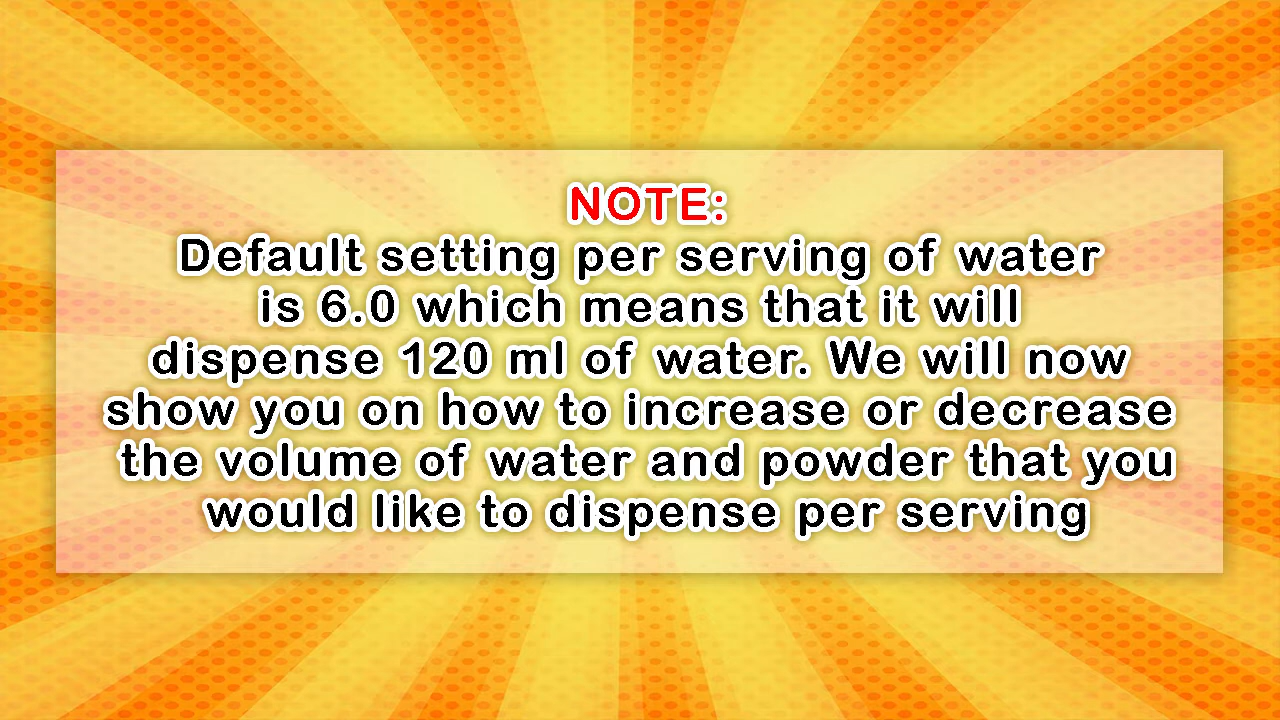 NOTE:
Default setting per serving of water
is 6.0 which means that it will
dispense 120 ml of water. We will now
show you on how to increase or decrease
the volume of water and powder that you
would like to dispense per serving